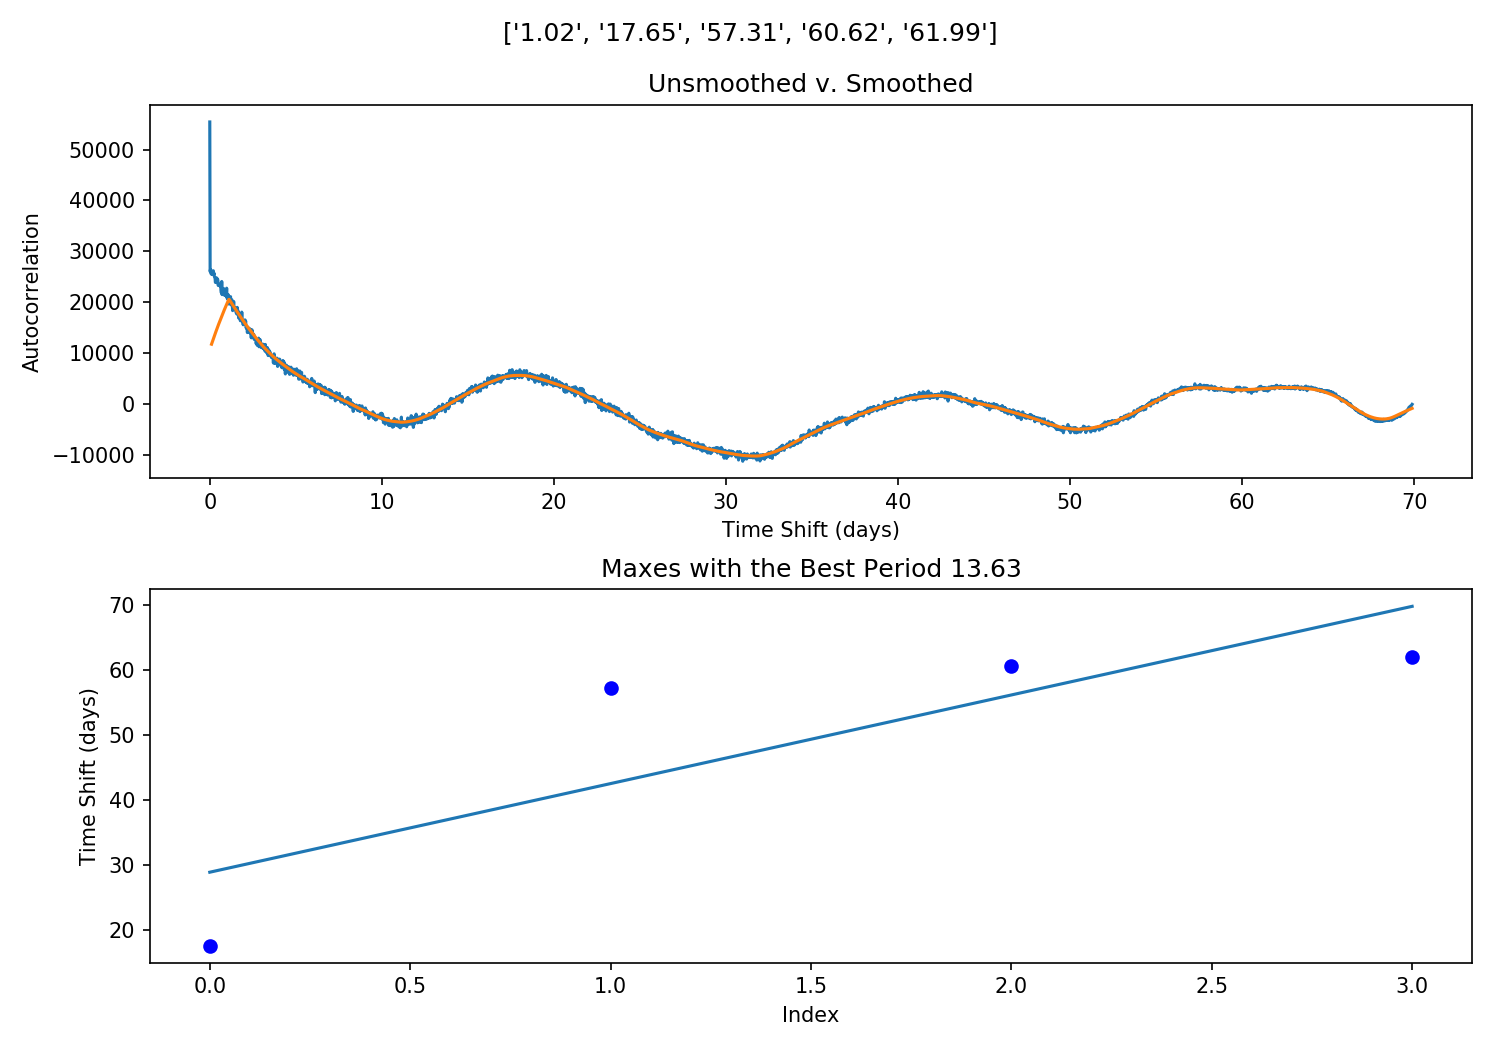 ['1.02', '17.65', '57.31', '60.62', '61.99']
Unsmoothed v. Smoothed
50000
40000
30000
20000
10000
0
−10000
Autocorrelation
0 10 20 30 40 50 60 70
Time Shift (days)
Maxes with the Best Period 13.63
70
60
50
40
30
20
Time Shift (days)
0.0 0.5 1.0 1.5 2.0 2.5 3.0
Index